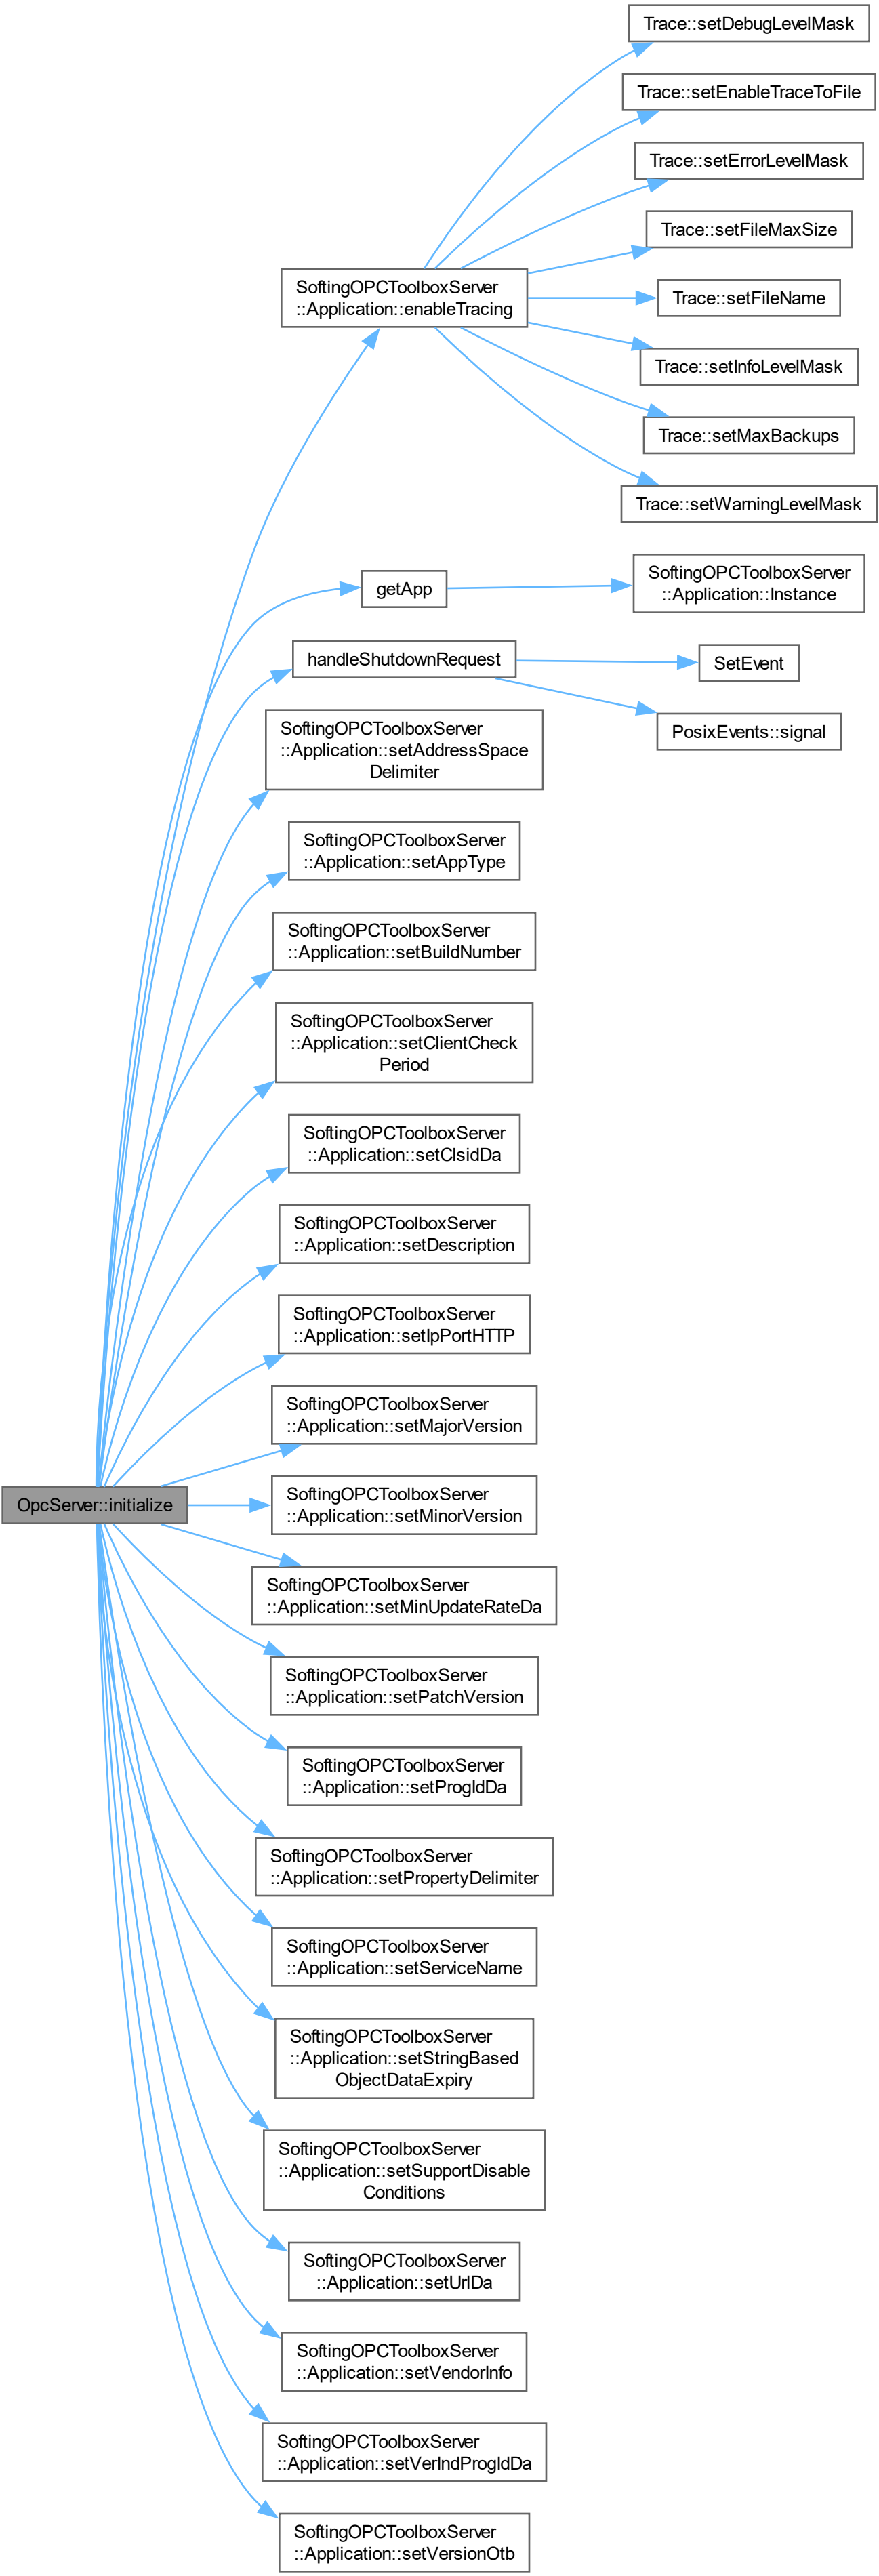 Trace::setDebugLevelMask
Trace::setEnableTraceToFile
Trace::setErrorLevelMask
Trace::setFileMaxSize
SoftingOPCToolboxServer
::Application::enableTracing
Trace::setFileName
Trace::setInfoLevelMask
Trace::setMaxBackups
Trace::setWarningLevelMask
getApp
SoftingOPCToolboxServer
::Application::Instance
handleShutdownRequest
SetEvent
PosixEvents::signal
SoftingOPCToolboxServer
::Application::setAddressSpace
Delimiter
SoftingOPCToolboxServer
::Application::setAppType
SoftingOPCToolboxServer
::Application::setBuildNumber
SoftingOPCToolboxServer
::Application::setClientCheck
Period
SoftingOPCToolboxServer
::Application::setClsidDa
SoftingOPCToolboxServer
::Application::setDescription
SoftingOPCToolboxServer
::Application::setIpPortHTTP
SoftingOPCToolboxServer
::Application::setMajorVersion
OpcServer::initialize
SoftingOPCToolboxServer
::Application::setMinorVersion
SoftingOPCToolboxServer
::Application::setMinUpdateRateDa
SoftingOPCToolboxServer
::Application::setPatchVersion
SoftingOPCToolboxServer
::Application::setProgIdDa
SoftingOPCToolboxServer
::Application::setPropertyDelimiter
SoftingOPCToolboxServer
::Application::setServiceName
SoftingOPCToolboxServer
::Application::setStringBased
ObjectDataExpiry
SoftingOPCToolboxServer
::Application::setSupportDisable
Conditions
SoftingOPCToolboxServer
::Application::setUrlDa
SoftingOPCToolboxServer
::Application::setVendorInfo
SoftingOPCToolboxServer
::Application::setVerIndProgIdDa
SoftingOPCToolboxServer
::Application::setVersionOtb